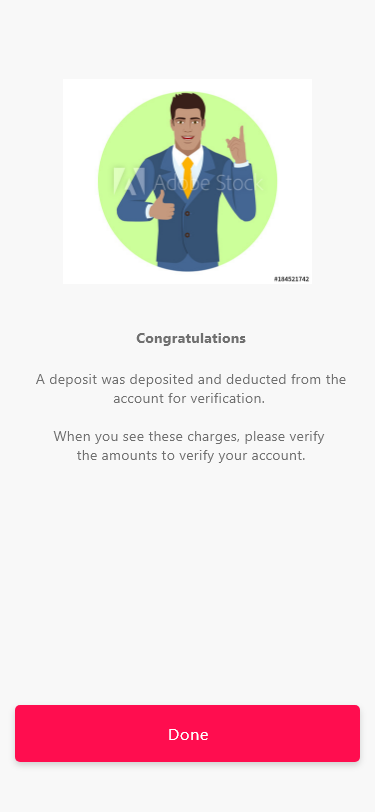 Adobe Stock
#184521742
Congratulations
A deposit was deposited and deducted from the
account for verification.
When you see these charges, please verify
the amounts to verify your account.
Done